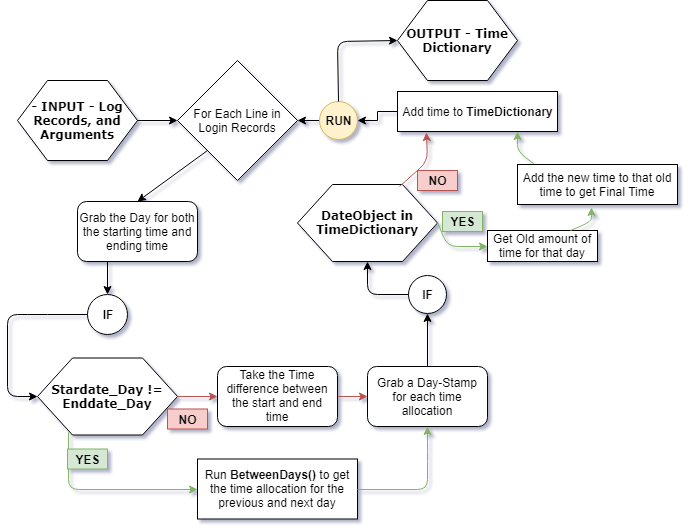 OUTPUT - Time
Dictionary
- INPUT - Log
Records, and
Arguments
For Each Line in
Login Records
RUN
Add time to TimeDictionary
NO
Add the new time to that old
time to get Final Time
DateObject in
TimeDictionary
YES
Get Old amount of
time for that day
Grab the Day for both
the starting time and
ending time
IF
IF
Stardate_Day !=
Enddate_Day
NO
Take the Time
difference between
the start and end
time
Grab a Day-Stamp
for each time
allocation
YES
Run BetweenDays() to get
the time allocation for the
previous and next day